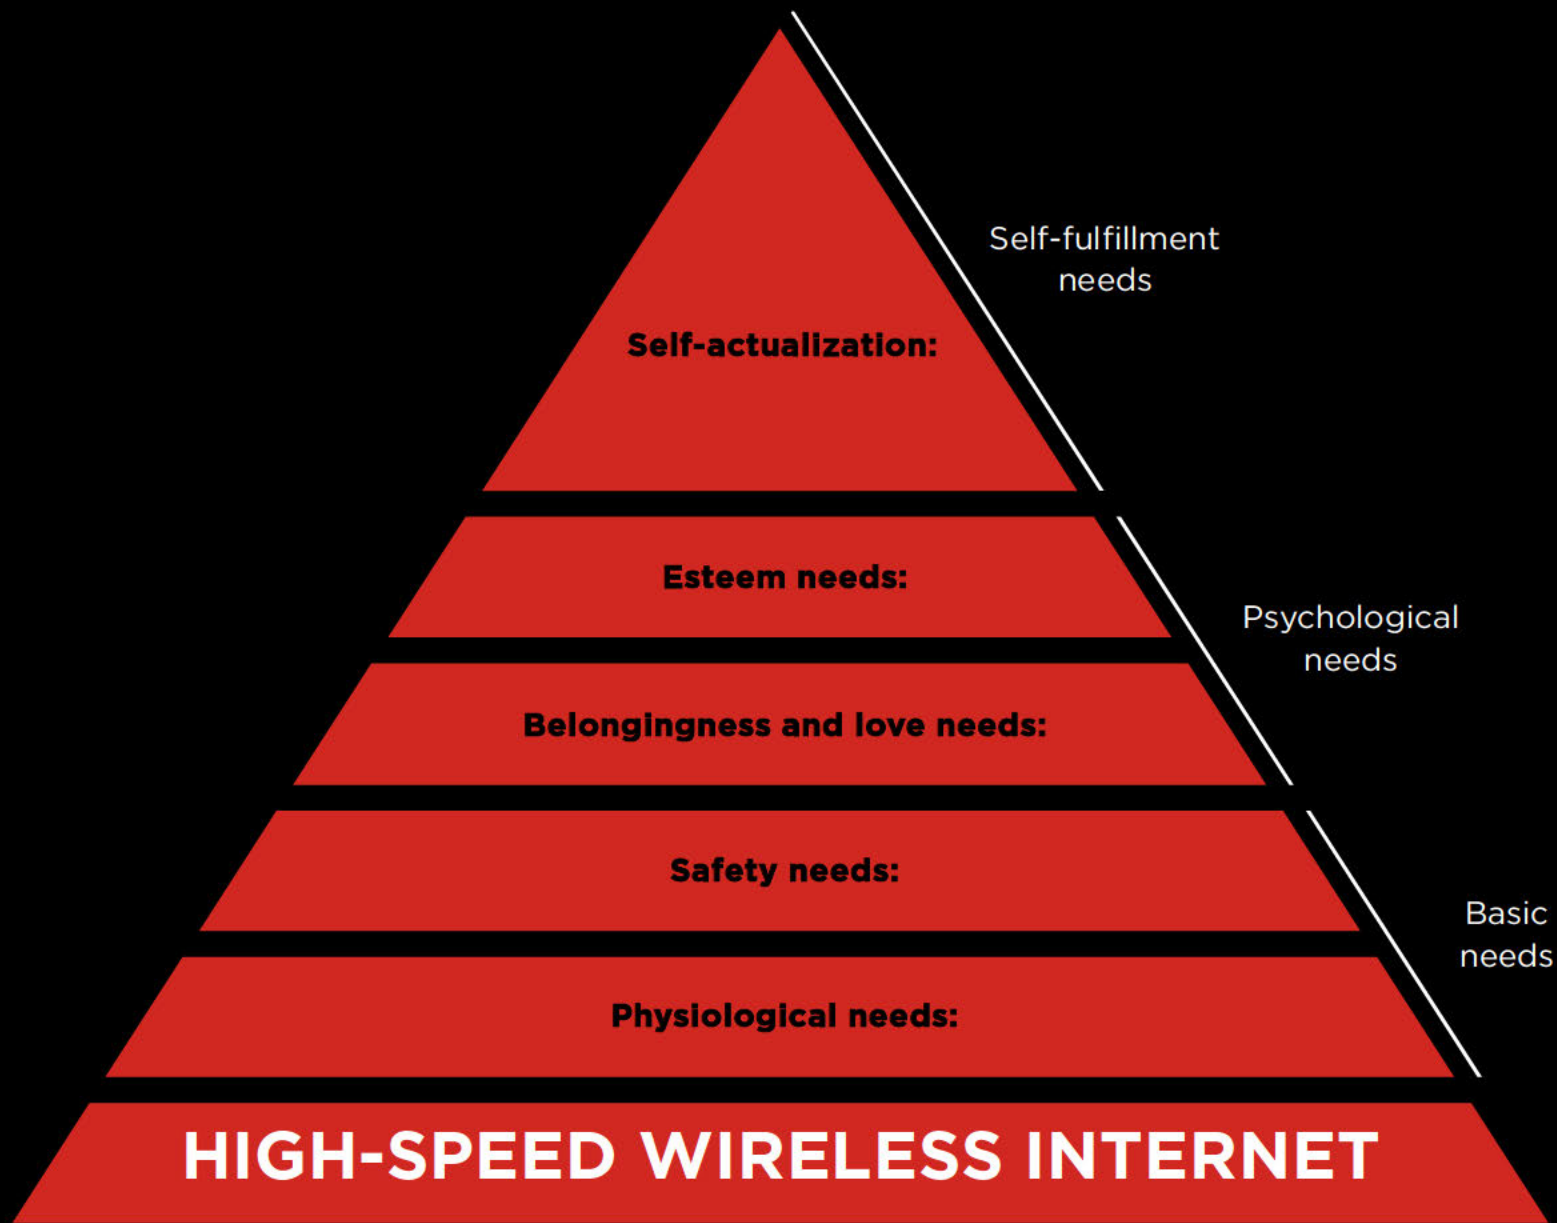 Self-fulfillment
needs
Self-actualization:
Esteem needs:
Psychological
needs
Belongingness and love needs:
Safety needs:
Basic
needs
Physiological needs:
HIGH-SPEED WIRELESS INTERNET